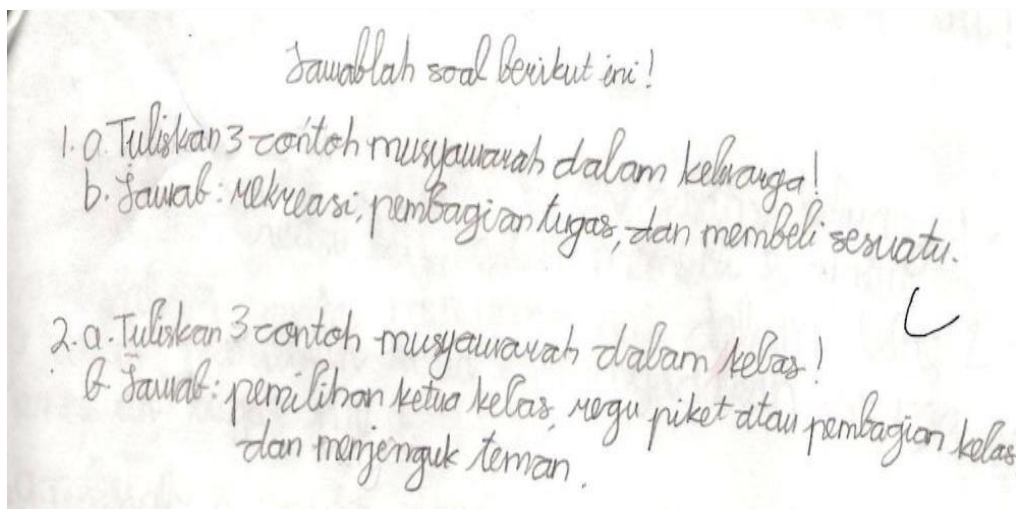 Jawablah soal berikut ini!
1. a. Tuliskan 3 contoh musyawarah dalam keluarga!
b. Jawab: rekreasi, pembagian tugas, dan membeli sesuatu.
2. a. Tuliskan 3 contoh musyawarah dalam kelas!
b. Jawab: pemilihan ketua kelas, regu piket atau pembagian kelas
dan menjenguk teman.